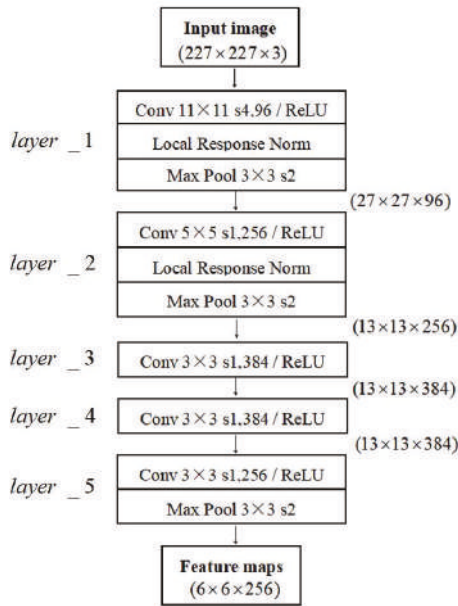 Input image
(227×227×3)
Conv 11×11 s4,96 / ReLU
layer _1
Local Response Norm
Max Pool 3×3 s2
(27×27×96)
Conv 5×5 s1,256 / ReLU
layer _2
Local Response Norm
Max Pool 3×3 s2
(13×13×256)
layer _3
Conv 3×3 s1,384 / ReLU
(13×13×384)
layer _4
Conv 3×3 s1,384 / ReLU
(13×13×384)
layer _5
Conv 3×3 s1,256 / ReLU
Max Pool 3×3 s2
Feature maps
(6×6×256)